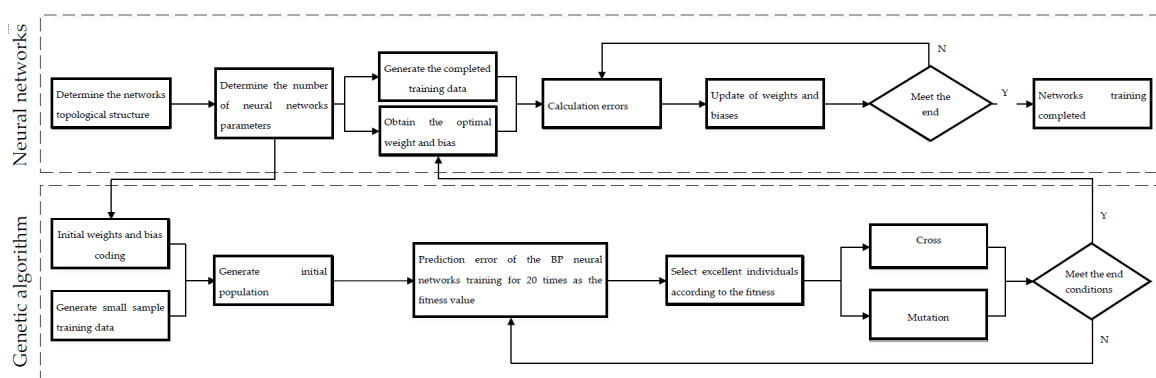 Neural networks
Determine the networks
topological structure
Determine the number
of neural networks
parameters
Generate the completed
training data
Obtain the optimal
weight and bias
Calculation errors
Update of weights and
biases
Meet the
end
N
Y
Networks training
completed
Genetic algorithm
Initial weights and bias
coding
Generate small sample
training data
Generate initial
population
Prediction error of the BP neural
networks training for 20 times as the
fitness value
Select excellent individuals
according to the fitness
Cross
Mutation
Meet the end
conditions
Y
N